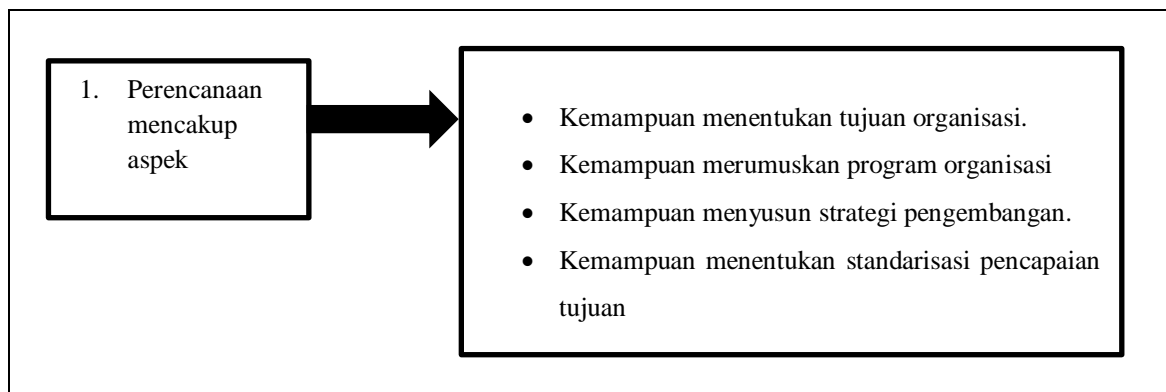 1. Perencanaan
mencakup
aspek
• Kemampuan menentukan tujuan organisasi.
• Kemampuan merumuskan program organisasi
• Kemampuan menyusun strategi pengembangan.
• Kemampuan menentukan standarisasi pencapaian
tujuan